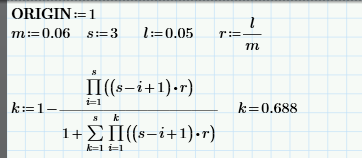 ORIGIN:=1
m:=0.06 s:=3 l:=0.05 r:=l/m
k:=1-(∏_{i=1}^{s}((s-i+1)·r))/(1+∑_{k=1}^{s}∏_{i=1}^{k}((s-i+1)·r)) k=0.688